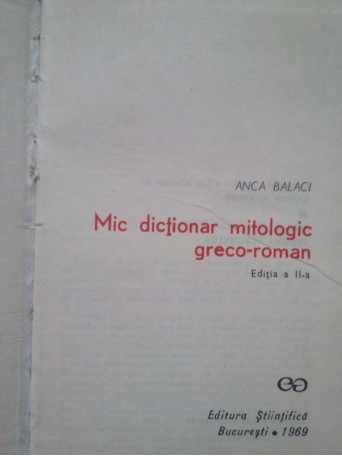 ANCA BALACI
Mic dicționar mitologic
greco-roman
Ediția a II-a
Editura Științifică
București • 1969